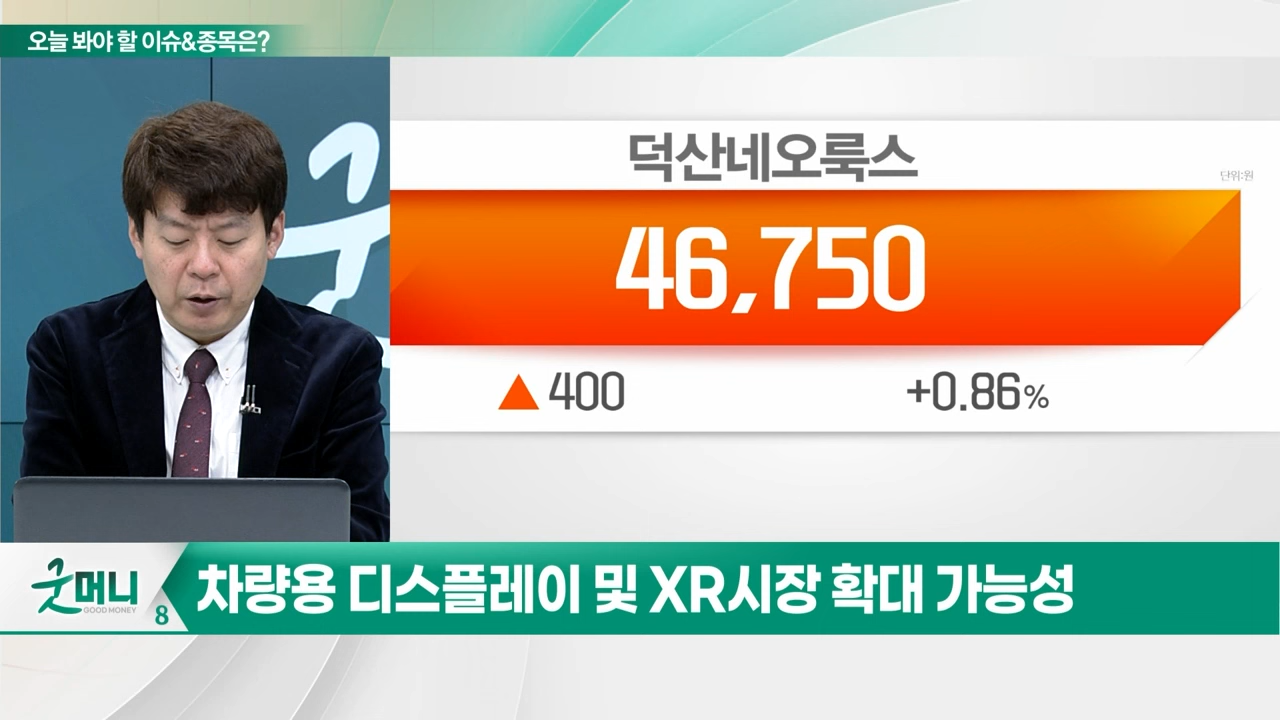 오늘 봐야 할 이슈&종목은?
덕산네오룩스
단위:원
46,750
▲400
+0.86%
굿머니
GOOD MONEY
8
차량용 디스플레이 및 XR시장 확대 가능성